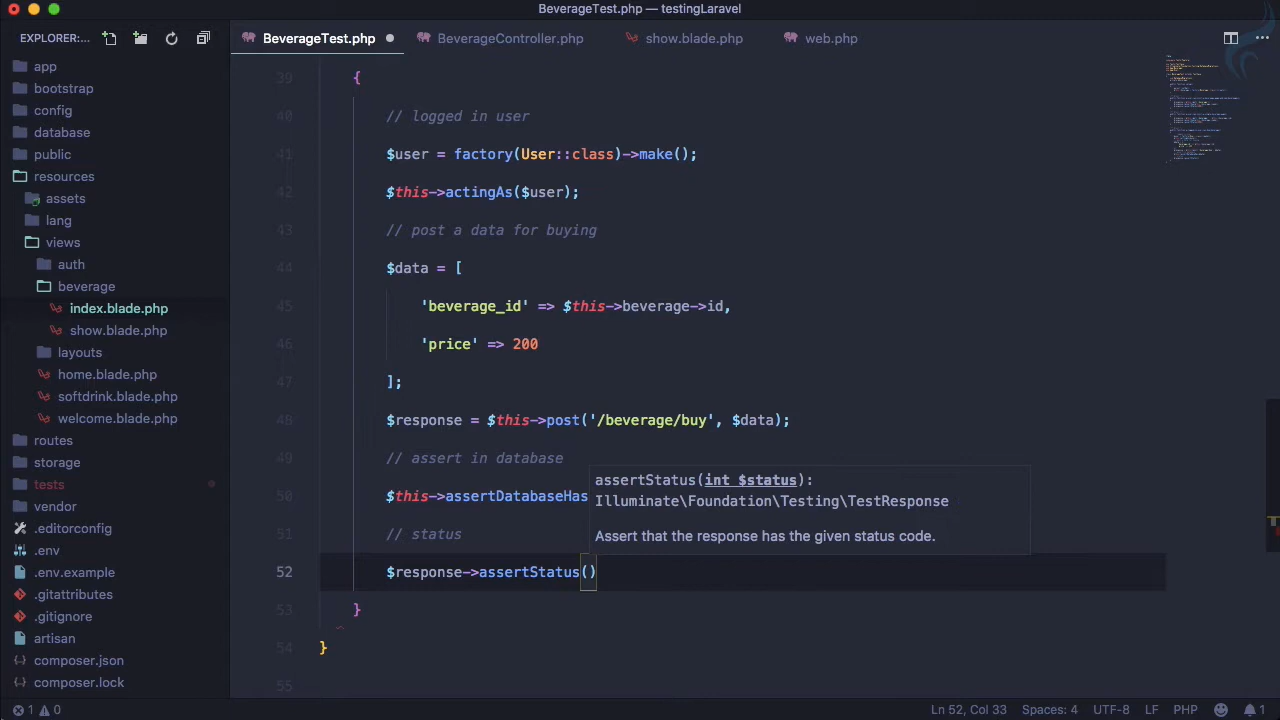 BeverageTest.php — testingLaravel
EXPLORER:...
BeverageTest.php
BeverageController.php
show.blade.php
web.php
app
bootstrap
config
database
public
resources
assets
lang
views
auth
beverage
index.blade.php
show.blade.php
layouts
home.blade.php
softdrink.blade.php
welcome.blade.php
routes
storage
tests
vendor
.editorconfig
.env
.env.example
.gitattributes
.gitignore
artisan
composer.json
composer.lock
39 {
40 // logged in user
41 $user = factory(User::class)->make();
42 $this->actingAs($user);
43 // post a data for buying
44 $data = [
45 'beverage_id' => $this->beverage->id,
46 'price' => 200
47 ];
48 $response = $this->post('/beverage/buy', $data);
49 // assert in database
50 $this->assertDatabaseHas
51 // status
52 $response->assertStatus()
53 }
54 }
55
assertStatus(int $status):
Illuminate\Foundation\Testing\TestResponse
Assert that the response has the given status code.
1 0
Ln 52, Col 33
Spaces: 4
UTF-8
LF
PHP
1